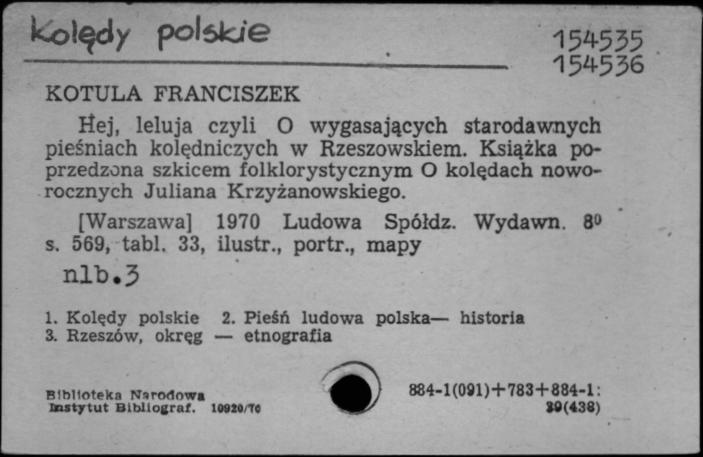 Kolędy polskie
154535
154536
KOTULA FRANCISZEK
Hej, leluja czyli O wygasających starodawnych
pieśniach kolędniczych w Rzeszowskiem. Książka po-
przedzona szkicem folklorystycznym O kolędach nowo-
rocznych Juliana Krzyżanowskiego.
[Warszawa] 1970 Ludowa Spółdz. Wydawn. 8⁰
s. 569, tabl. 33, ilustr., portr., mapy
nlb.3
1. Kolędy polskie 2. Pieśń ludowa polska— historia
3. Rzeszów, okręg — etnografia
Biblioteka Narodowa
Instytut Bibliograf. 10920/70
884-1(091)+783+884-1:
39(438)